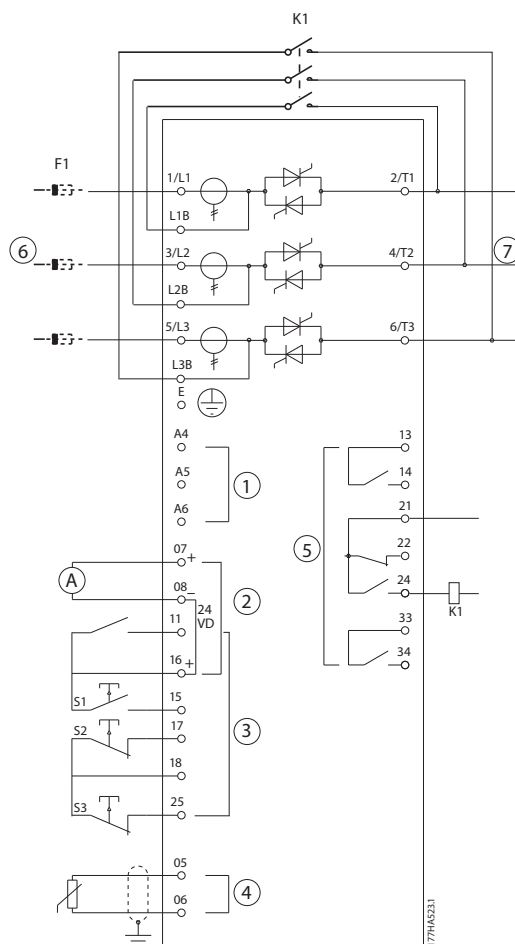 K1
F1
1/L1
2/T1
L1B
6
3/L2
4/T2
7
L2B
5/L3
6/T3
L3B
E
A4
13
A5
1
14
A6
21
07 +
5
22
A
08 −
2
24
24
VD
K1
11
33
16 +
34
S1
15
S2
17
3
18
S3
25
05
4
06
177HA523.1